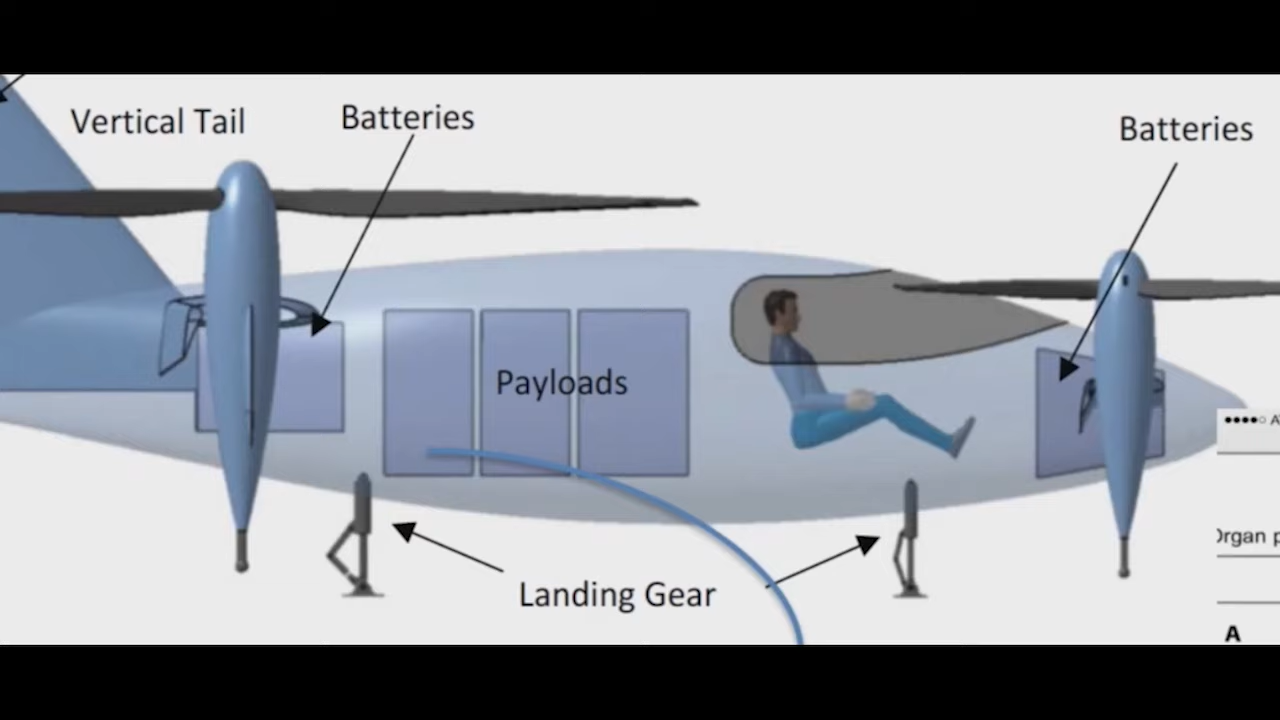 Vertical Tail
Batteries
Batteries
Payloads
Landing Gear
A